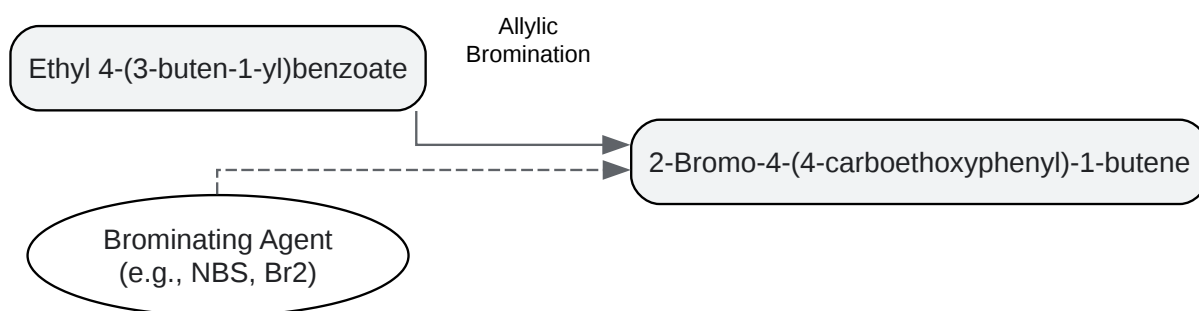 Allylic
Bromination
Ethyl 4-(3-buten-1-yl)benzoate
2-Bromo-4-(4-carboethoxyphenyl)-1-butene
Brominating Agent
(e.g., NBS, Br2)